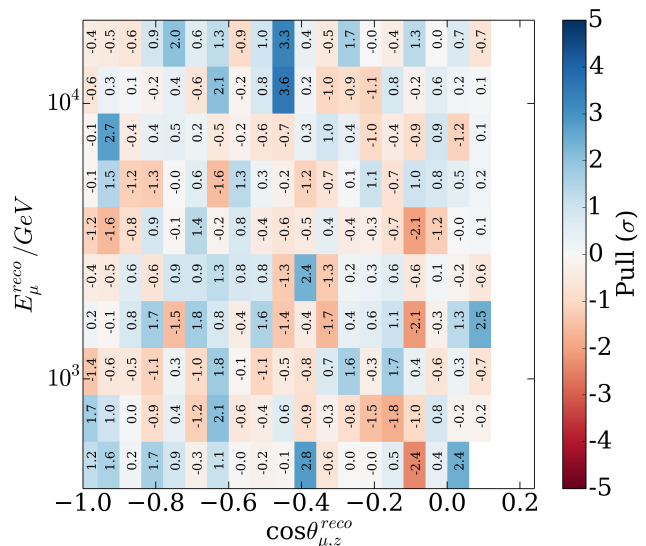 -0.4 -0.5 -0.6 0.9 2.0 0.6 1.3 -0.9 1.0 3.3 0.4 -0.5 1.7 -0.0 -0.4 1.3 0.0 0.7 -0.7
-0.6 0.3 0.1 -0.2 0.4 -0.6 2.1 -0.2 0.8 3.6 0.2 -1.0 -0.9 -1.1 0.8 -0.2 0.6 0.2 0.1
-0.1 2.7 -0.4 0.4 0.5 0.2 -0.5 -0.2 -0.6 -0.7 0.3 1.0 0.4 -1.0 -0.4 -0.9 0.9 -1.2 0.1
-0.1 1.5 -1.2 -1.3 -0.0 0.6 -1.6 1.3 0.3 -0.2 -1.2 -0.7 0.1 1.1 -0.7 1.0 0.8 0.5 0.2
-1.2 -1.6 -0.8 0.9 -0.1 1.4 -0.2 0.8 -0.4 -0.6 -0.5 0.4 -0.4 -0.3 -0.7 -2.1 -1.2 -0.0 0.1
-0.4 -0.5 0.6 -0.6 0.9 0.9 1.3 0.8 0.8 -1.3 2.4 -1.3 0.2 0.3 0.6 -0.6 0.1 -0.2 -0.6
0.2 -0.1 0.8 1.7 -1.5 1.8 0.8 -0.4 1.6 -1.4 -0.4 -1.7 0.4 0.6 1.1 -2.1 0.3 1.3 2.5
-1.4 -0.6 -0.5 -1.1 0.3 -1.0 1.8 -0.1 -1.1 -0.5 -0.8 0.7 1.6 -0.3 1.7 0.4 -0.6 0.3 -0.7
1.7 1.0 0.0 -0.9 0.4 -1.2 2.1 -0.6 -0.4 0.6 -0.9 -0.3 -0.8 -1.5 -1.8 -1.0 0.8 -0.2 -0.2
1.2 1.6 0.2 1.7 0.9 -0.3 1.1 -0.0 -0.2 -0.1 2.8 -0.6 0.0 -0.0 0.5 -2.4 0.4 2.4
10⁴
10³
E_μ^reco/GeV
−1.0 −0.8 −0.6 −0.4 −0.2 0.0 0.2
cosθ_μ,z^reco
5
4
3
2
1
0
-1
-2
-3
-4
-5
Pull (σ)